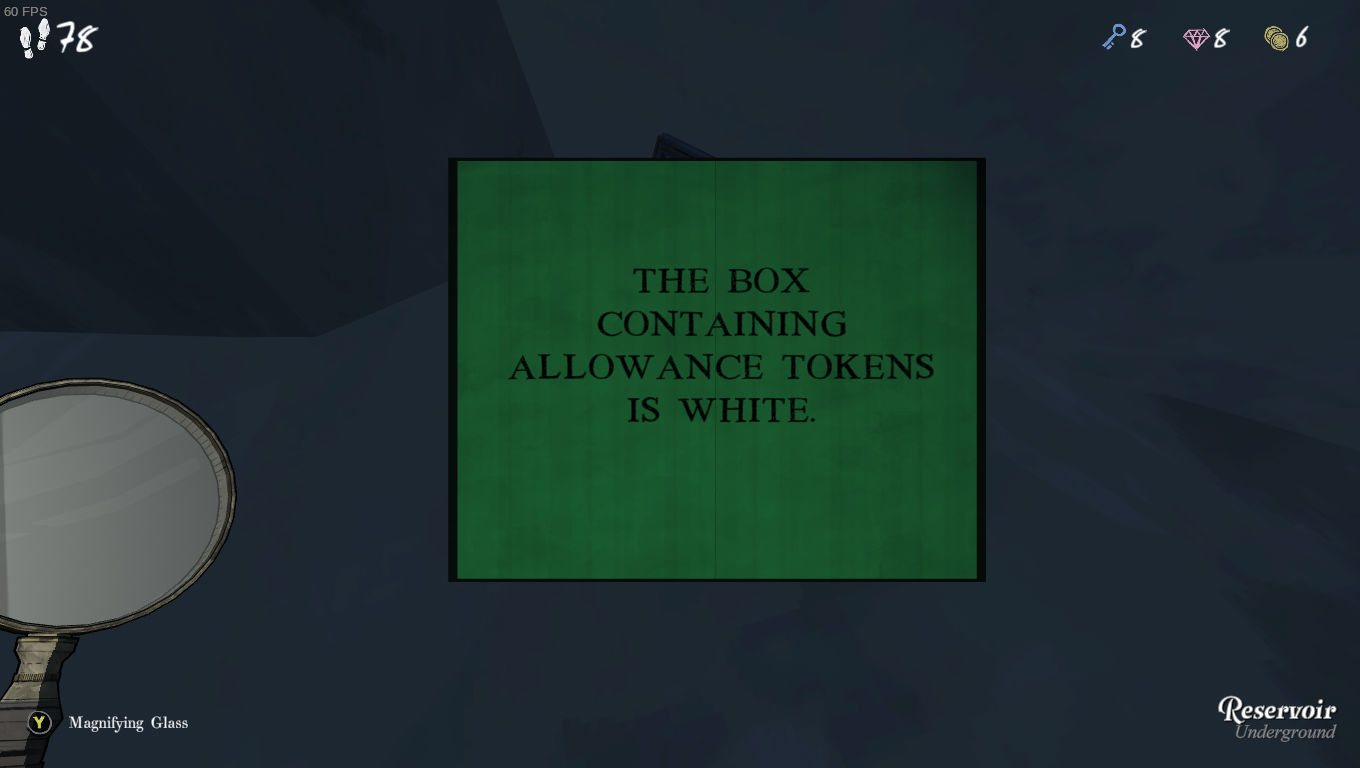 60 FPS
78
8
8
6
THE BOX
CONTAINING
ALLOWANCE TOKENS
IS WHITE.
Y
Magnifying Glass
Reservoir
Underground